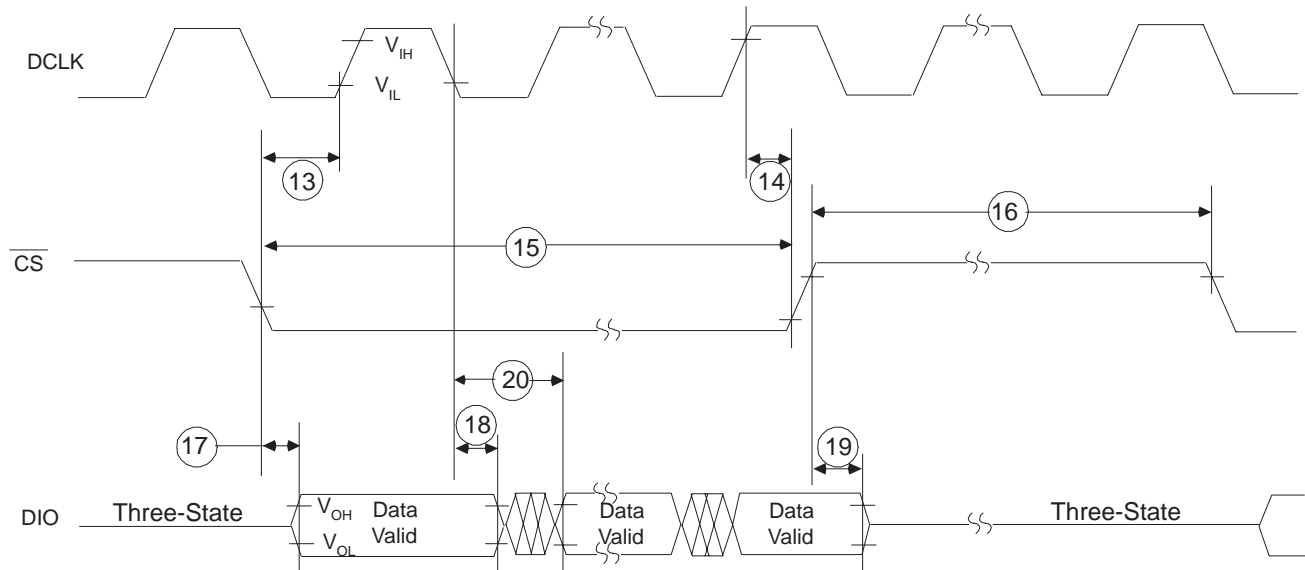 DCLK
V_IH
V_IL
13
14
16
CS
15
20
17
18
19
DIO
Three-State
V_OH
V_OL
Data
Valid
Data
Valid
Data
Valid
Three-State